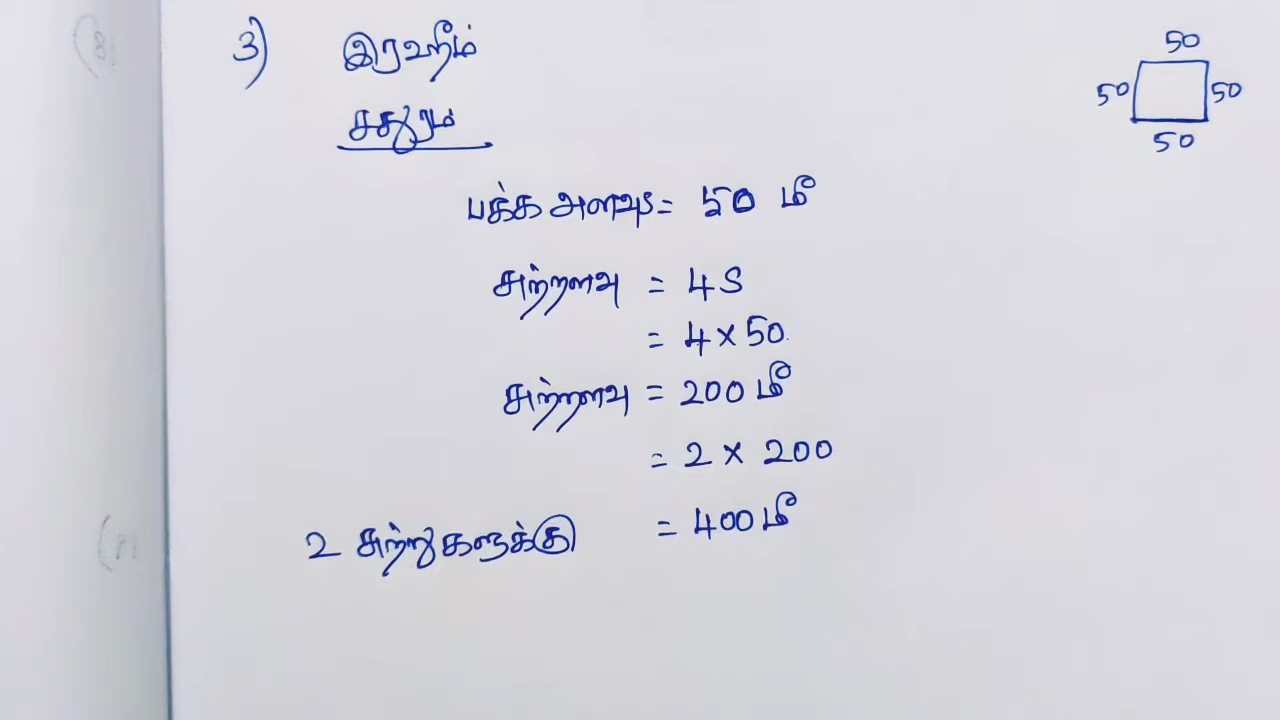 3) இரஹீம்
சதுரம்
50
50 50
50
பக்க அளவு = 50 மீ
சுற்றளவு = 4S
= 4 × 50
சுற்றளவு = 200 மீ
= 2 × 200
2 சுற்றுகளுக்கு = 400 மீ